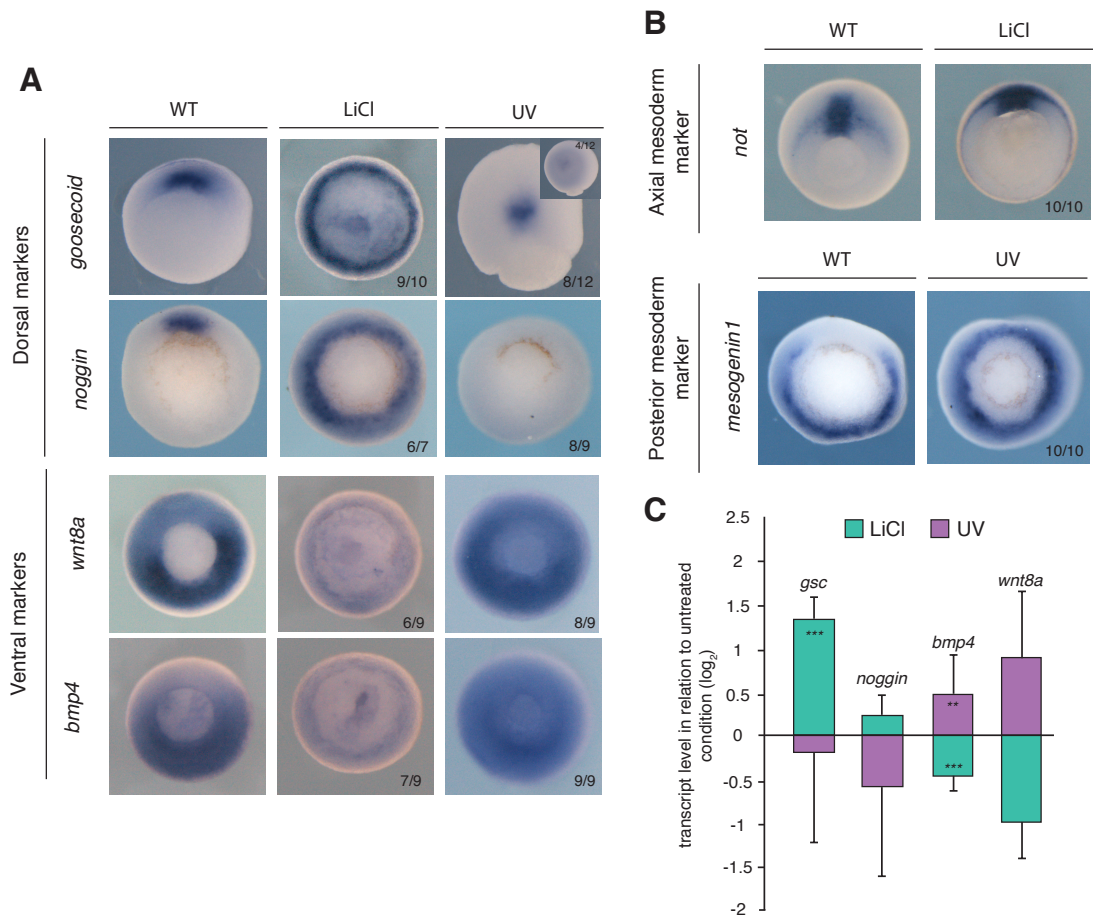 A
WT
LiCl
UV
Dorsal markers
goosecoid
9/10
4/12
8/12
noggin
6/7
8/9
Ventral markers
wnt8a
6/9
8/9
bmp4
7/9
9/9
B
WT
LiCl
Axial mesoderm
marker
not
10/10
WT
UV
Posterior mesoderm
marker
mesogenin1
10/10
C
LiCl
UV
transcript level in relation to untreated
condition (log2)
2.5
2
1.5
1
0.5
0
-0.5
-1
-1.5
-2
gsc
***
noggin
bmp4
**
***
wnt8a